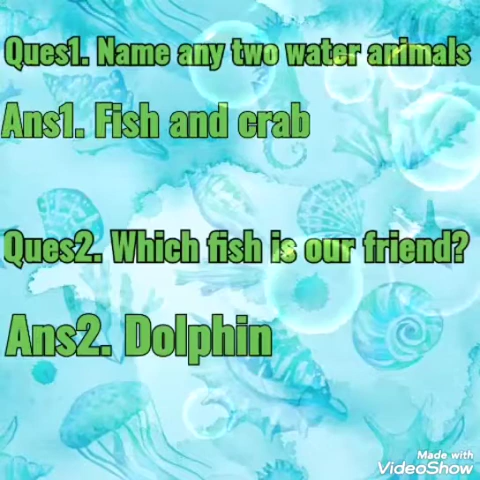 Ques1. Name any two water animals
Ans1. Fish and crab
Ques2. Which fish is our friend?
Ans2. Dolphin
Made with
VideoShow